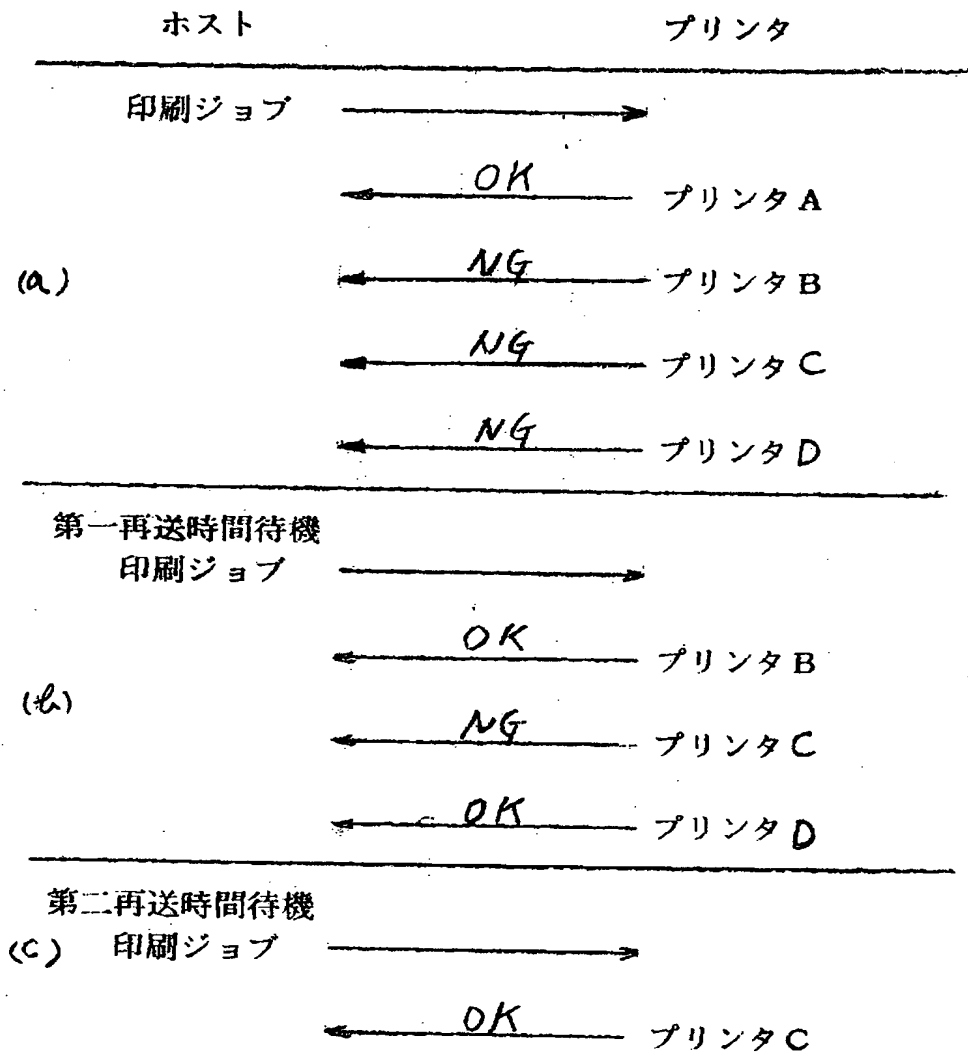 ホスト プリンタ
印刷ジョブ
OK プリンタA
(a) NG プリンタB
NG プリンタC
NG プリンタD
第一再送時間待機
印刷ジョブ
OK プリンタB
(b) NG プリンタC
OK プリンタD
第二再送時間待機
(c) 印刷ジョブ
OK プリンタC